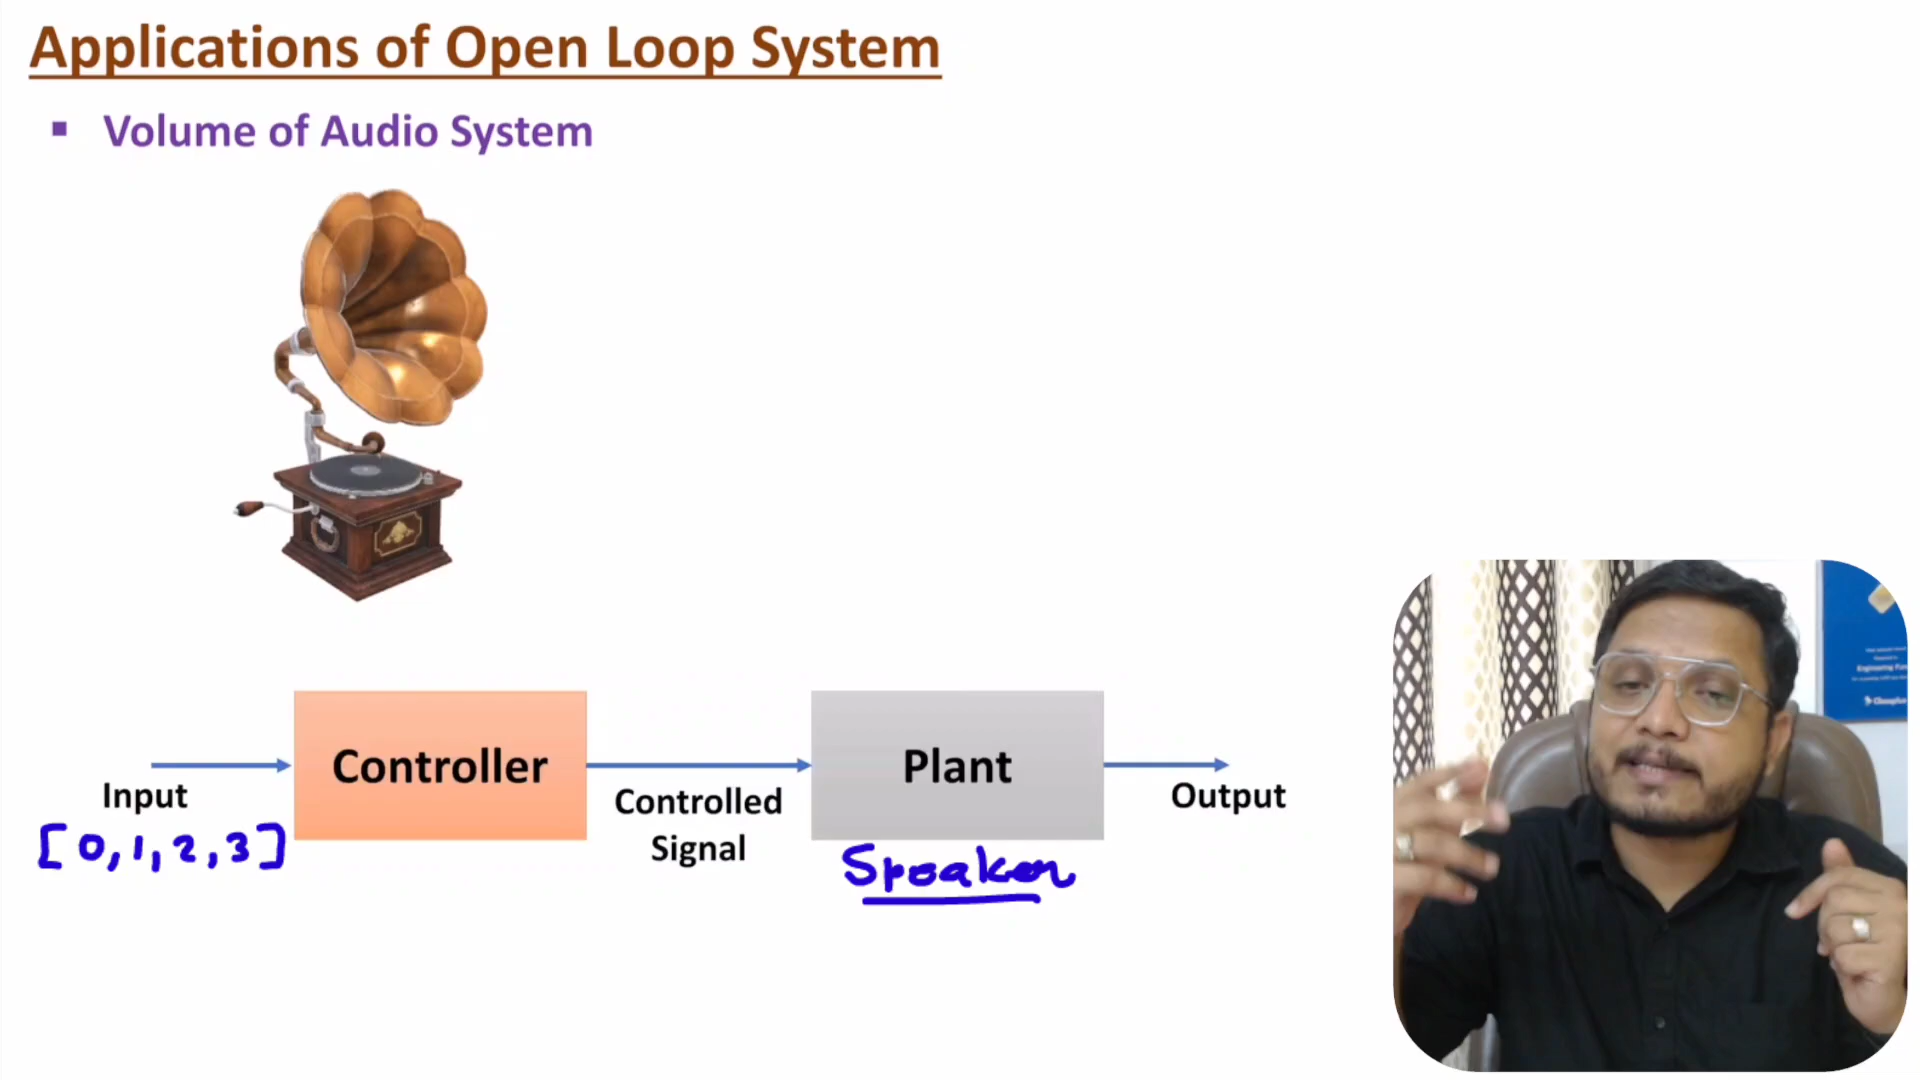 Applications of Open Loop System
▪ Volume of Audio System
Controller
Plant
Input
Controlled
Signal
Output
[0,1,2,3]
Speaker
Engineering